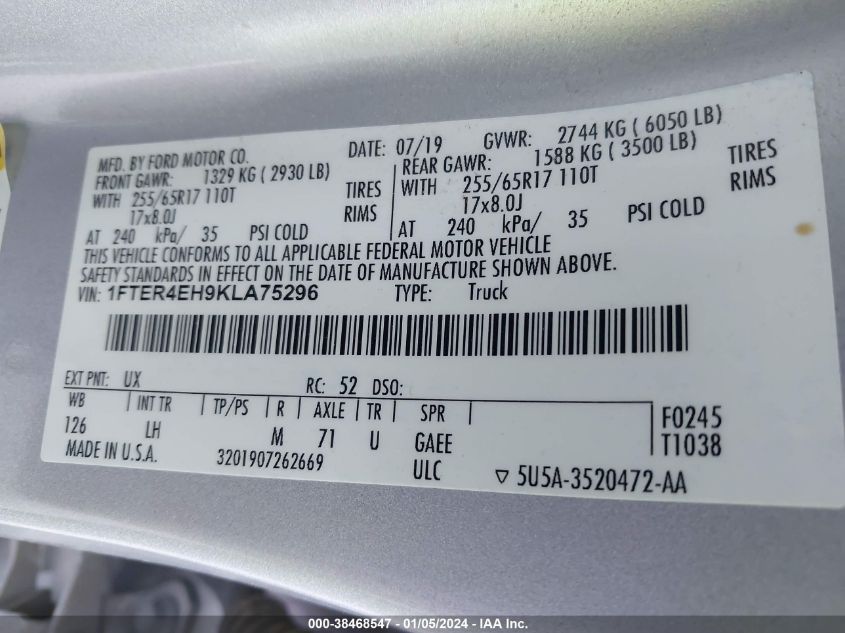 MFD. BY FORD MOTOR CO. DATE: 07/19 GVWR: 2744 KG ( 6050 LB)
FRONT GAWR: 1329 KG ( 2930 LB) REAR GAWR: 1588 KG ( 3500 LB)
WITH 255/65R17 110T TIRES WITH 255/65R17 110T TIRES
17x8.0J RIMS 17x8.0J RIMS
AT 240 kPa/ 35 PSI COLD AT 240 kPa/ 35 PSI COLD
THIS VEHICLE CONFORMS TO ALL APPLICABLE FEDERAL MOTOR VEHICLE
SAFETY STANDARDS IN EFFECT ON THE DATE OF MANUFACTURE SHOWN ABOVE.
VIN: 1FTER4EH9KLA75296 TYPE: Truck
EXT PNT: UX RC: 52 DSO:
WB INT TR TP/PS R AXLE TR SPR F0245
126 LH M 71 U GAEE T1038
MADE IN U.S.A. 3201907262669 ULC ▽ 5U5A-3520472-AA
000-38468547 - 01/05/2024 - IAA Inc.